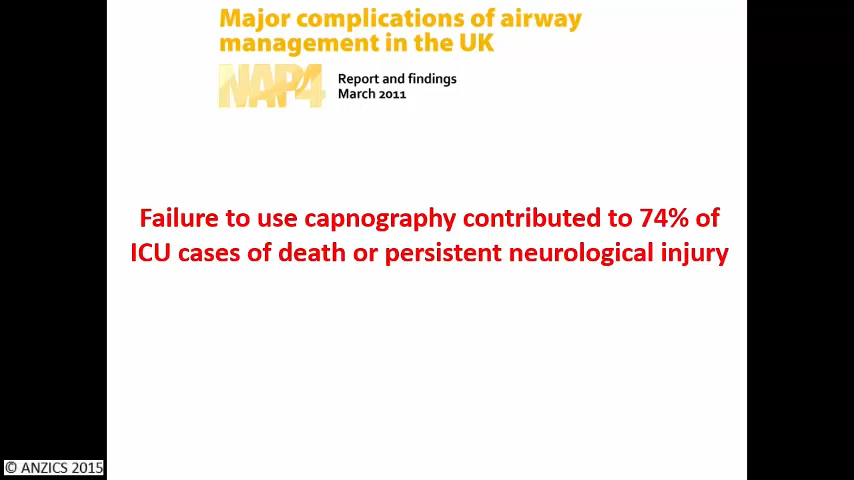 Major complications of airway
management in the UK
NAP4
Report and findings
March 2011
Failure to use capnography contributed to 74% of
ICU cases of death or persistent neurological injury
© ANZICS 2015